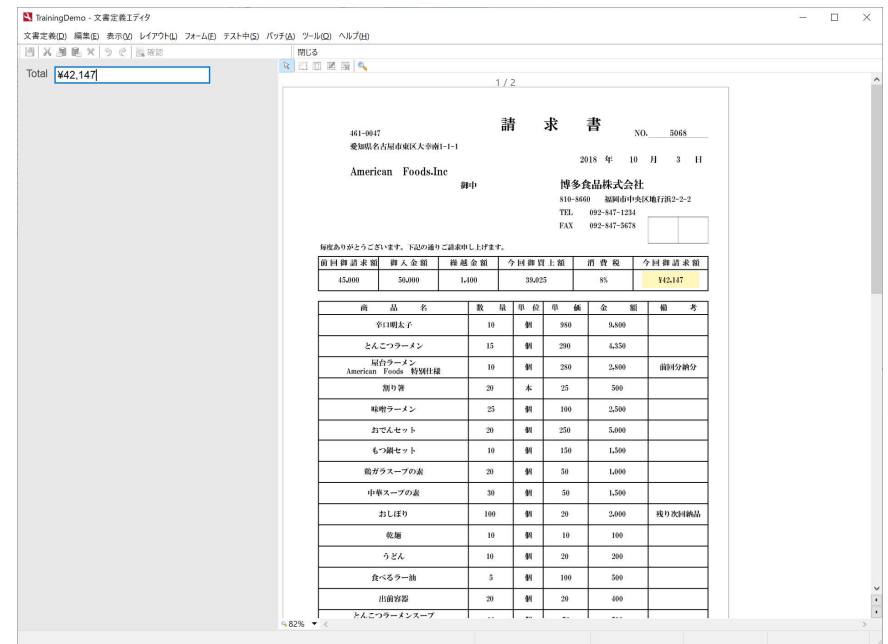 TrainingDemo - 文書定義エディタ
文書定義(D) 編集(E) 表示(V) レイアウト(L) フォーム(F) テスト中(S) バッチ(A) ツール(O) ヘルプ(H)
確認 閉じる
Total ¥42,147
1 / 2
請 求 書
NO. 5068
461-0047
愛知県名古屋市東区大幸南1-1-1
2018 年 10 月 3 日
American Foods.Inc
御中
博多食品株式会社
810-8660 福岡市中央区地行浜2-2-2
TEL 092-847-1234
FAX 092-847-5678
毎度ありがとうございます。下記の通りご請求申し上げます。
前回御請求額 御入金額 繰越金額 今回御買上額 消費税 今回御請求額
45,000 50,000 1,400 39,025 8% ¥42,147
商 品 名 数 量 単 位 単 価 金 額 備 考
辛口明太子 10 個 980 9,800
とんこつラーメン 15 個 290 4,350
屋台ラーメン
American Foods 特別仕様 10 個 280 2,800 前回分納分
割り箸 20 本 25 500
味噌ラーメン 25 個 100 2,500
おでんセット 20 個 250 5,000
もつ鍋セット 10 個 150 1,500
鶏ガラスープの素 20 個 50 1,000
中華スープの素 30 個 50 1,500
おしぼり 100 個 20 2,000 残り次回納品
乾麺 10 個 10 100
うどん 10 個 20 200
食べるラー油 5 個 100 500
出前容器 20 個 20 400
とんこつラーメンスープ
82%